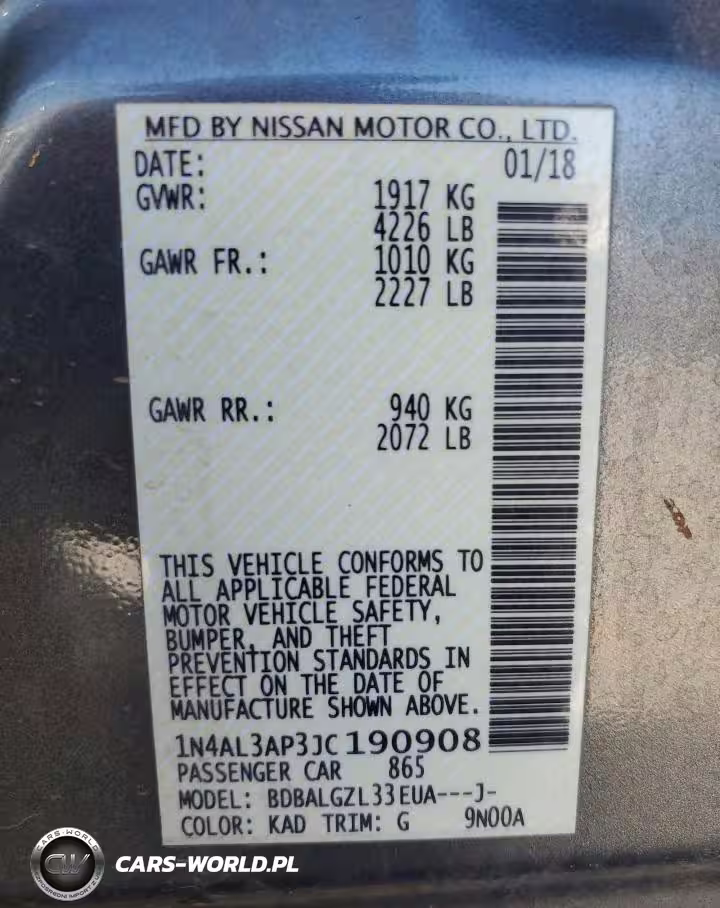 MFD BY NISSAN MOTOR CO., LTD.
DATE: 01/18
GVWR: 1917 KG
4226 LB
GAWR FR.: 1010 KG
2227 LB
GAWR RR.: 940 KG
2072 LB
THIS VEHICLE CONFORMS TO
ALL APPLICABLE FEDERAL
MOTOR VEHICLE SAFETY,
BUMPER, AND THEFT
PREVENTION STANDARDS IN
EFFECT ON THE DATE OF
MANUFACTURE SHOWN ABOVE.
1N4AL3AP3JC190908
PASSENGER CAR 865
MODEL: BDBALGZL33EUA---J-
COLOR: KAD TRIM: G 9N00A
CARS-WORLD.PL